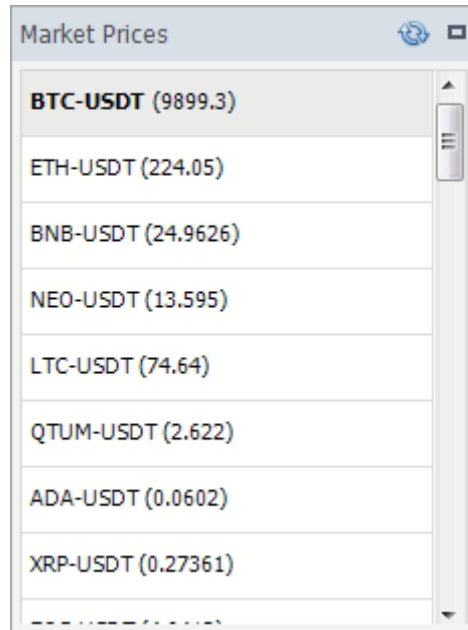 Market Prices
BTC-USDT (9899.3)
ETH-USDT (224.05)
BNB-USDT (24.9626)
NEO-USDT (13.595)
LTC-USDT (74.64)
QTUM-USDT (2.622)
ADA-USDT (0.0602)
XRP-USDT (0.27361)